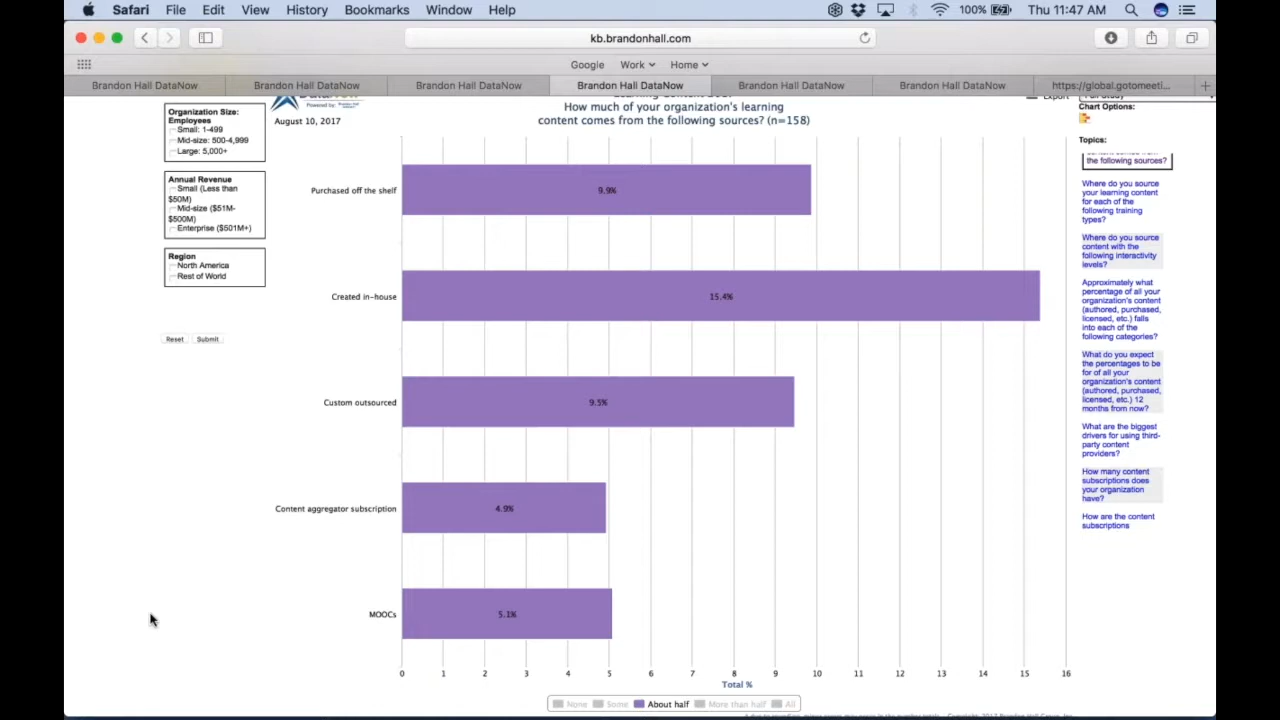 Safari File Edit View History Bookmarks Window Help 100% Thu 11:47 AM
kb.brandonhall.com
Google Work Home
Brandon Hall DataNow Brandon Hall DataNow Brandon Hall DataNow Brandon Hall DataNow Brandon Hall DataNow Brandon Hall DataNow https://global.gotomeeti...
Organization Size:
Employees
Small: 1-499
Mid-size: 500-4,999
Large: 5,000+
Annual Revenue
Small (Less than
$50M)
Mid-size ($51M-
$500M)
Enterprise ($501M+)
Region
North America
Rest of World
Reset Submit
Powered by:
August 10, 2017
How much of your organization's learning
content comes from the following sources? (n=158)
Purchased off the shelf 9.9%
Created in-house 15.4%
Custom outsourced 9.5%
Content aggregator subscription 4.9%
MOOCs 5.1%
0 1 2 3 4 5 6 7 8 9 10 11 12 13 14 15 16
Total %
None Some About half More than half All
Export
Chart Options:
Topics:
content comes from
the following sources?
Where do you source
your learning content
for each of the
following training
types?
Where do you source
content with the
following interactivity
levels?
Approximately what
percentage of all your
organization's content
(authored, purchased,
licensed, etc.) falls
into each of the
following categories?
What do you expect
the percentages to be
for of all your
organization's content
(authored, purchased,
licensed, etc.) 12
months from now?
What are the biggest
drivers for using third-
party content
providers?
How many content
subscriptions does
your organization
have?
How are the content
subscriptions